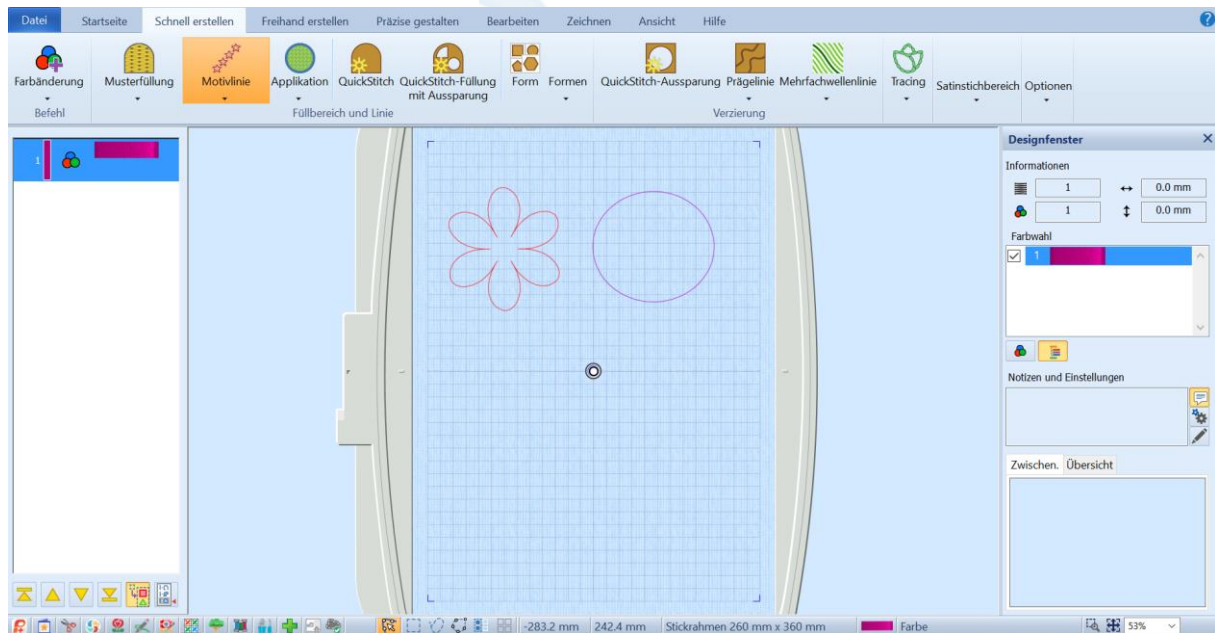 Datei Startseite Schnell erstellen Freihand erstellen Präzise gestalten Bearbeiten Zeichnen Ansicht Hilfe ?
Farbänderung Musterfüllung Motivlinie Applikation QuickStitch QuickStitch-Füllung Form Formen QuickStitch-Aussparung Prägelinie Mehrfachwellenlinie Tracing Satinstichbereich Optionen
mit Aussparung
Befehl Füllbereich und Linie Verzierung
1
Designfenster X
Informationen
1 0.0 mm
1 0.0 mm
Farbwahl
1
Notizen und Einstellungen
Zwischen. Übersicht
-283.2 mm 242.4 mm Stickrahmen 260 mm x 360 mm Farbe 53%